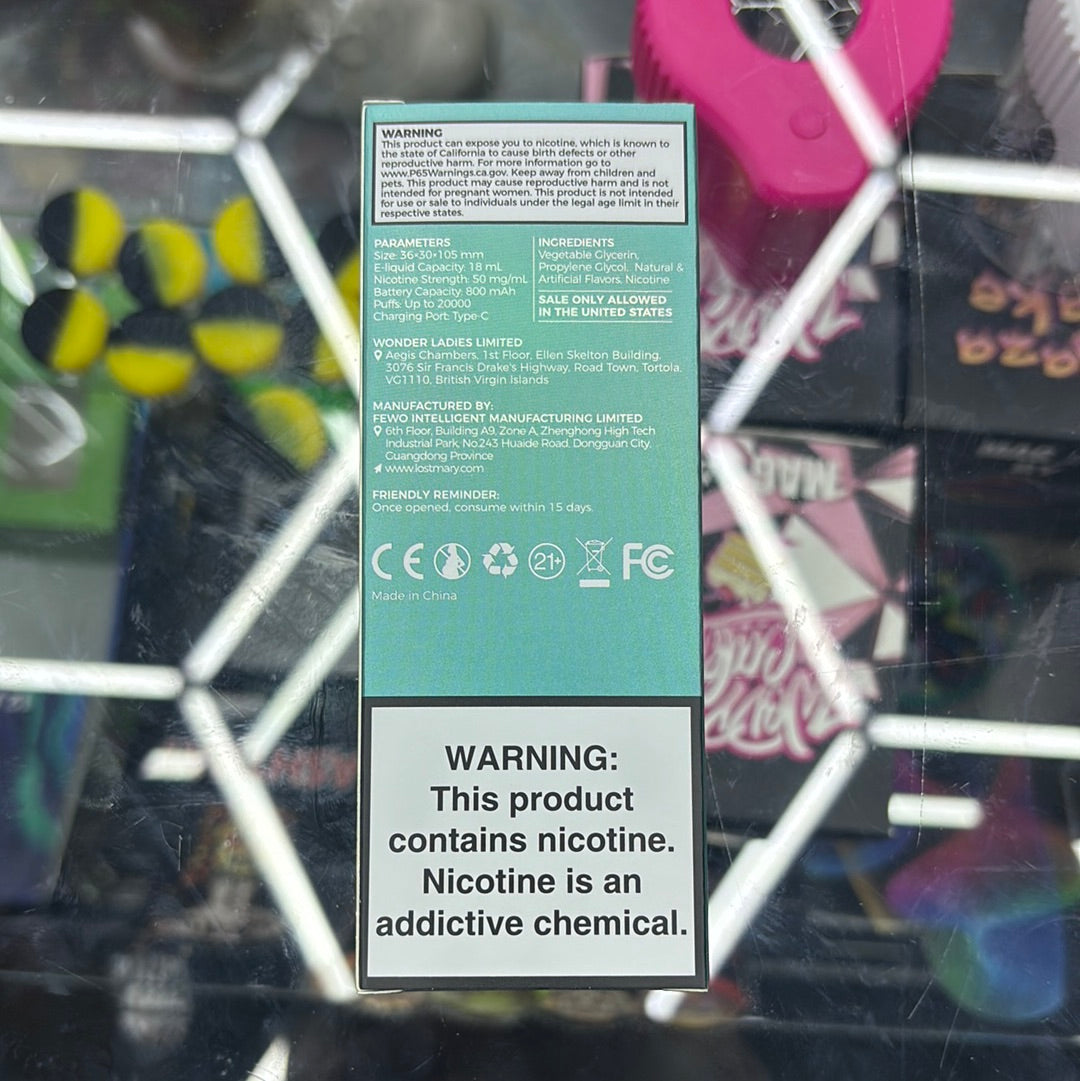 WARNING
This product can expose you to nicotine, which is known to
the state of California to cause birth defects or other
reproductive harm. For more information go to
www.P65Warnings.ca.gov. Keep away from children and
pets. This product may cause reproductive harm and is not
intended for pregnant women. This product is not intended
for use or sale to individuals under the legal age limit in their
respective states.
PARAMETERS
Size: 36×30×105 mm
E-liquid Capacity: 18 mL
Nicotine Strength: 50 mg/mL
Battery Capacity: 800 mAh
Puffs: Up to 20000
Charging Port: Type-C
INGREDIENTS
Vegetable Glycerin,
Propylene Glycol, Natural &
Artificial Flavors, Nicotine
SALE ONLY ALLOWED
IN THE UNITED STATES
WONDER LADIES LIMITED
Aegis Chambers, 1st Floor, Ellen Skelton Building,
3076 Sir Francis Drake's Highway, Road Town, Tortola,
VG1110, British Virgin Islands
MANUFACTURED BY:
FEWO INTELLIGENT MANUFACTURING LIMITED
6th Floor, Building A9, Zone A, Zhenghong High Tech
Industrial Park, No.243 Huaide Road, Dongguan City,
Guangdong Province
www.lostmary.com
FRIENDLY REMINDER:
Once opened, consume within 15 days.
CE 21+ FC
Made in China
WARNING:
This product
contains nicotine.
Nicotine is an
addictive chemical.